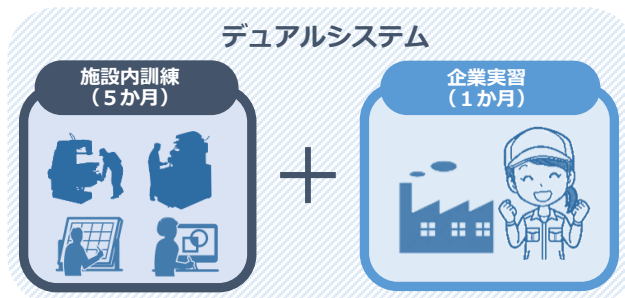 デュアルシステム
施設内訓練
（５か月）
企業実習
（１か月）